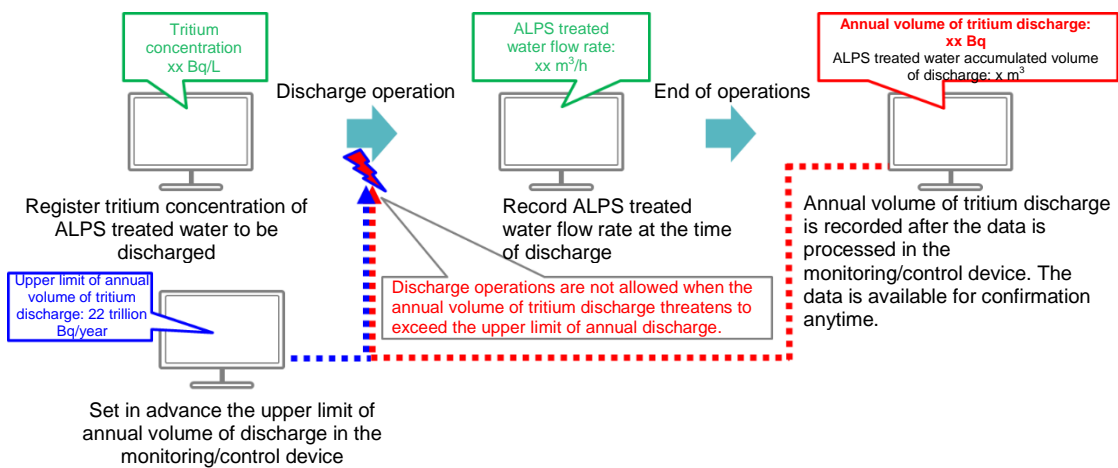 Tritium
concentration
xx Bq/L
Discharge operation
ALPS treated
water flow rate:
xx m³/h
End of operations
Annual volume of tritium discharge:
xx Bq
ALPS treated water accumulated volume
of discharge: x m³
Register tritium concentration of
ALPS treated water to be
discharged
Record ALPS treated
water flow rate at the time
of discharge
Annual volume of tritium discharge
is recorded after the data is
processed in the
monitoring/control device. The
data is available for confirmation
anytime.
Upper limit of annual
volume of tritium
discharge: 22 trillion
Bq/year
Discharge operations are not allowed when the
annual volume of tritium discharge threatens to
exceed the upper limit of annual discharge.
Set in advance the upper limit of
annual volume of discharge in the
monitoring/control device